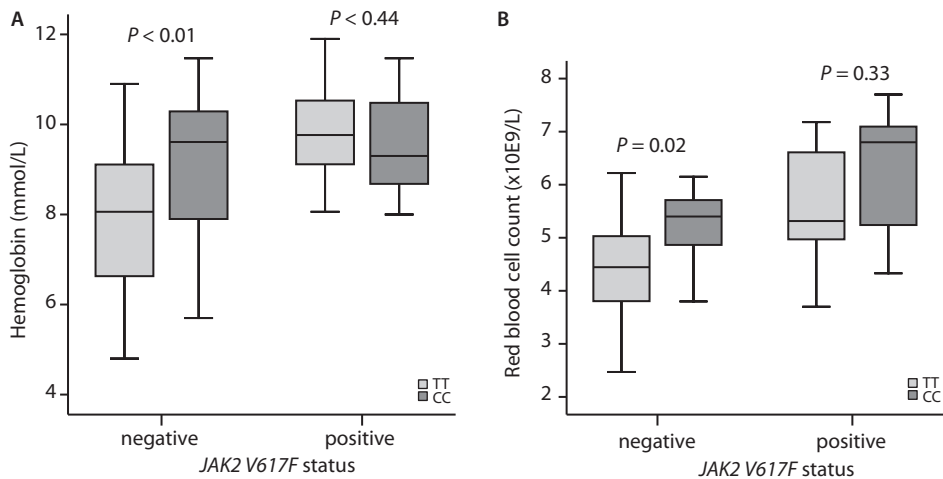 A
P < 0.01
P < 0.44
Hemoglobin (mmol/L)
12
10
8
6
4
TT
CC
negative
positive
JAK2 V617F status
B
P = 0.02
P = 0.33
Red blood cell count (x10E9/L)
8
7
6
5
4
3
2
TT
CC
negative
positive
JAK2 V617F status